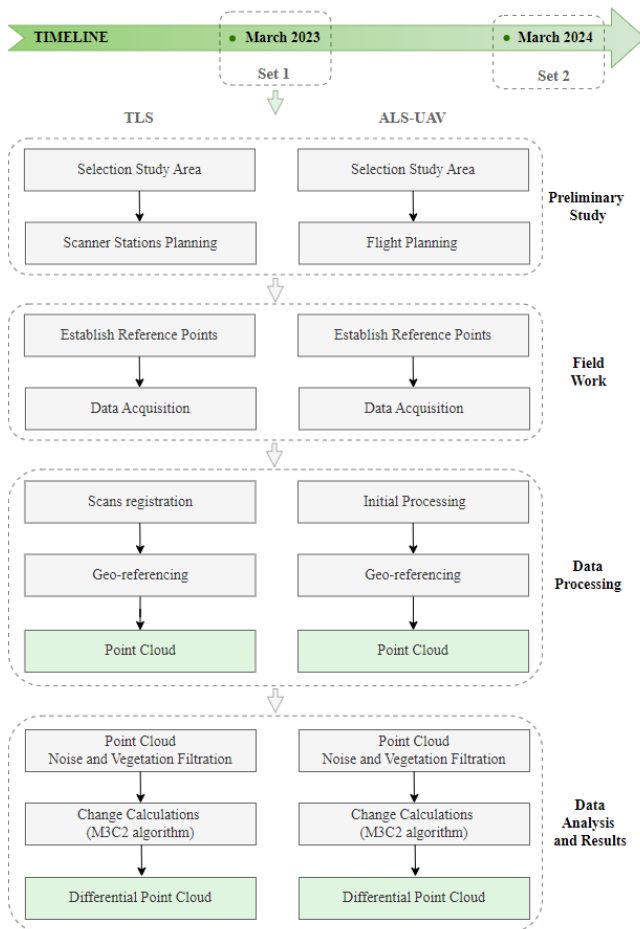 TIMELINE
March 2023
March 2024
Set 1
Set 2
TLS
ALS-UAV
Selection Study Area
Selection Study Area
Scanner Stations Planning
Flight Planning
Preliminary
Study
Establish Reference Points
Establish Reference Points
Data Acquisition
Data Acquisition
Field
Work
Scans registration
Initial Processing
Geo-referencing
Geo-referencing
Point Cloud
Point Cloud
Data
Processing
Point Cloud
Noise and Vegetation Filtration
Point Cloud
Noise and Vegetation Filtration
Change Calculations
(M3C2 algorithm)
Change Calculations
(M3C2 algorithm)
Differential Point Cloud
Differential Point Cloud
Data
Analysis
and Results